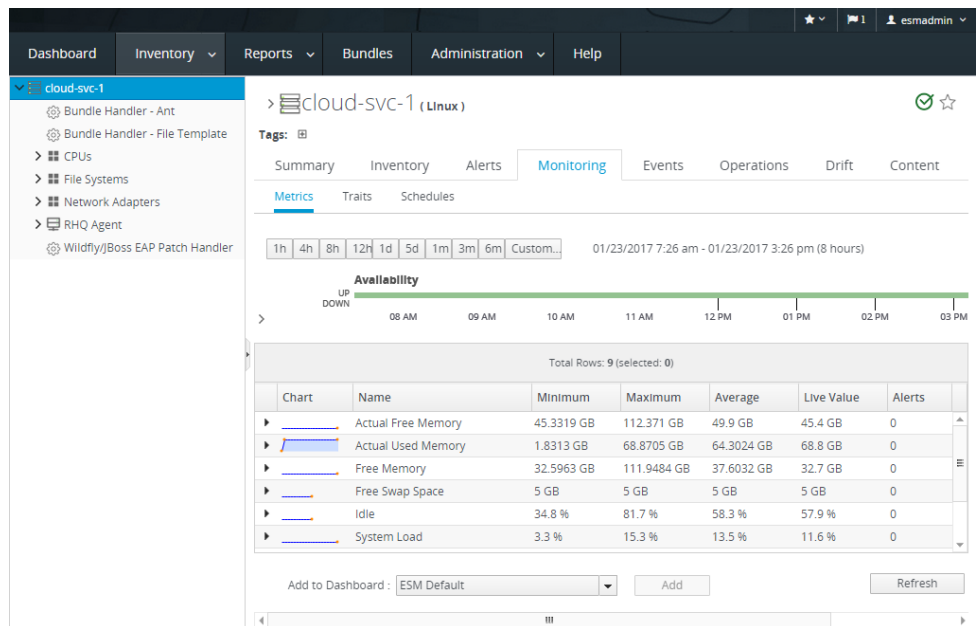 1 esmadmin
Dashboard Inventory Reports Bundles Administration Help
cloud-svc-1
Bundle Handler - Ant
Bundle Handler - File Template
CPUs
File Systems
Network Adapters
RHQ Agent
Wildfly/JBoss EAP Patch Handler
cloud-svc-1 ( Linux )
Tags:
Summary Inventory Alerts Monitoring Events Operations Drift Content
Metrics Traits Schedules
1h 4h 8h 12h 1d 5d 1m 3m 6m Custom... 01/23/2017 7:26 am - 01/23/2017 3:26 pm (8 hours)
Availability
UP
DOWN
08 AM 09 AM 10 AM 11 AM 12 PM 01 PM 02 PM 03 PM
Total Rows: 9 (selected: 0)
Chart Name Minimum Maximum Average Live Value Alerts
Actual Free Memory 45.3319 GB 112.371 GB 49.9 GB 45.4 GB 0
Actual Used Memory 1.8313 GB 68.8705 GB 64.3024 GB 68.8 GB 0
Free Memory 32.5963 GB 111.9484 GB 37.6032 GB 32.7 GB 0
Free Swap Space 5 GB 5 GB 5 GB 5 GB 0
Idle 34.8 % 81.7 % 58.3 % 57.9 % 0
System Load 3.3 % 15.3 % 13.5 % 11.6 % 0
Add to Dashboard : ESM Default Add Refresh